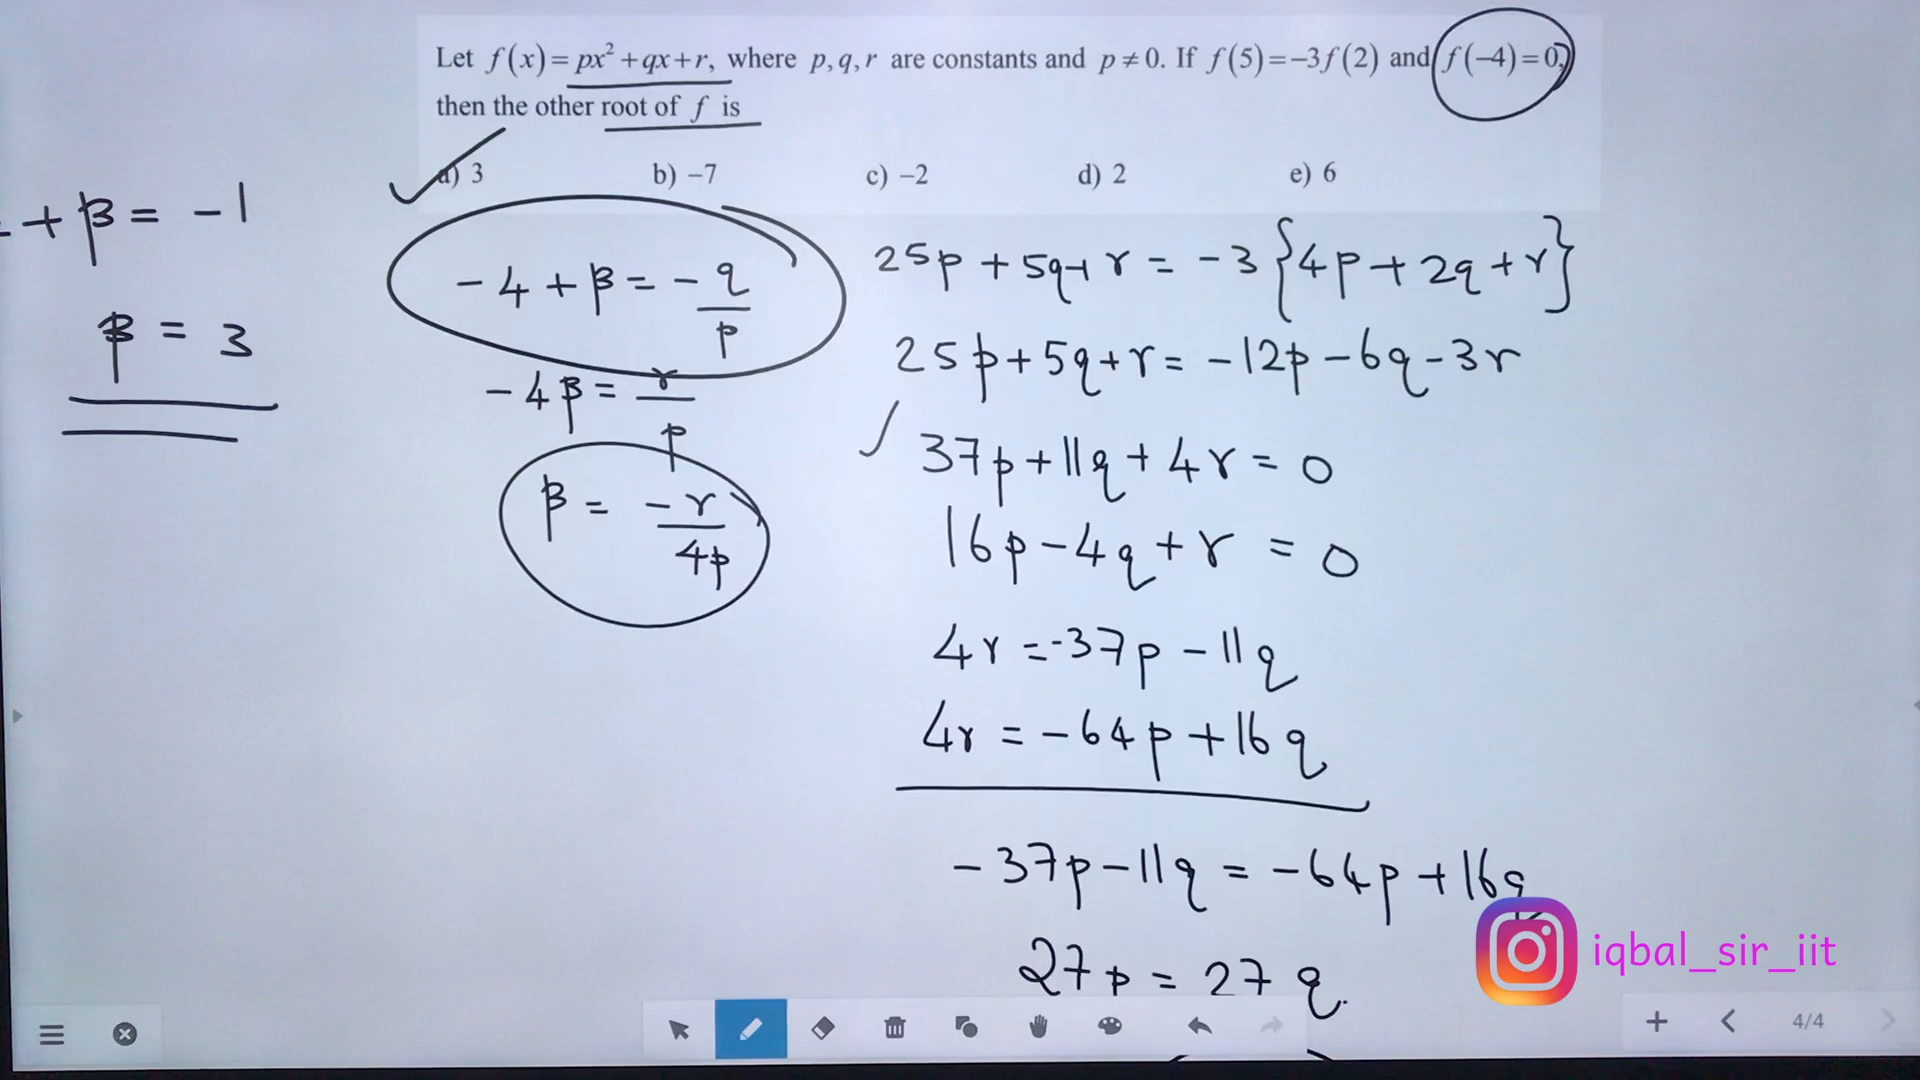 Let f(x)=px²+qx+r, where p,q,r are constants and p≠0. If f(5)=−3f(2) and f(−4)=0,
then the other root of f is
a) 3 b) −7 c) −2 d) 2 e) 6
+ β = −1
β = 3
−4 + β = −q/p
−4β = r/p
β = −r/4p
25p + 5q + r = −3 {4p + 2q + r}
25p + 5q + r = −12p − 6q − 3r
37p + 11q + 4r = 0
16p − 4q + r = 0
4r = −37p − 11q
4r = −64p + 16q
−37p − 11q = −64p + 16q
27p = 27q
iqbal_sir_iit
4/4